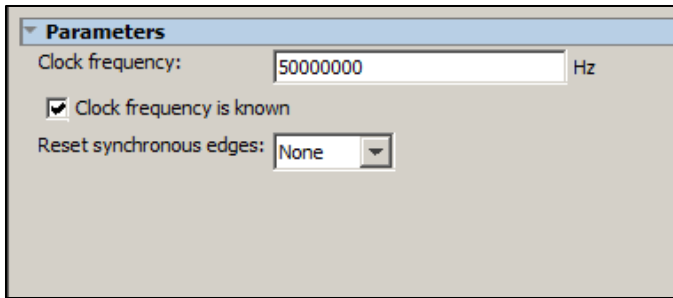 Parameters
Clock frequency: 50000000 Hz
Clock frequency is known
Reset synchronous edges: None